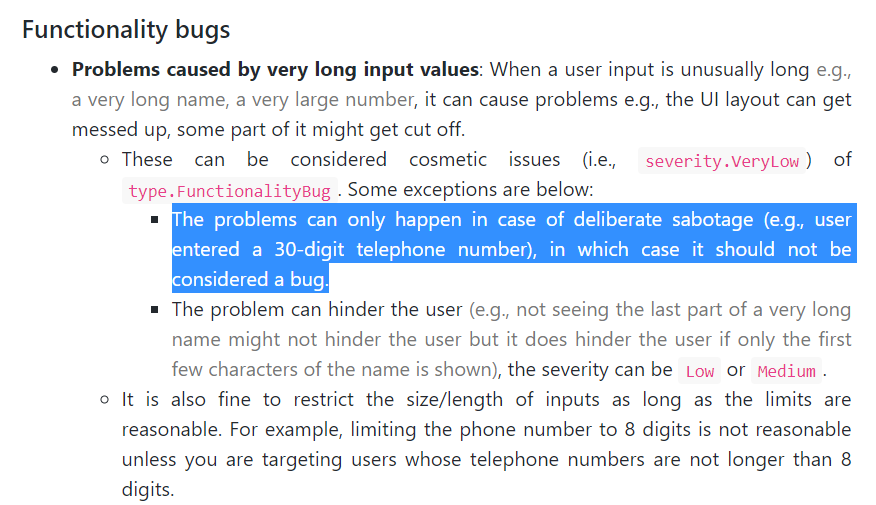 Functionality bugs
Problems caused by very long input values: When a user input is unusually long e.g.,
a very long name, a very large number, it can cause problems e.g., the UI layout can get
messed up, some part of it might get cut off.
These can be considered cosmetic issues (i.e., severity.VeryLow ) of
type.FunctionalityBug . Some exceptions are below:
The problems can only happen in case of deliberate sabotage (e.g., user
entered a 30-digit telephone number), in which case it should not be
considered a bug.
The problem can hinder the user (e.g., not seeing the last part of a very long
name might not hinder the user but it does hinder the user if only the first
few characters of the name is shown), the severity can be Low or Medium .
It is also fine to restrict the size/length of inputs as long as the limits are
reasonable. For example, limiting the phone number to 8 digits is not reasonable
unless you are targeting users whose telephone numbers are not longer than 8
digits.